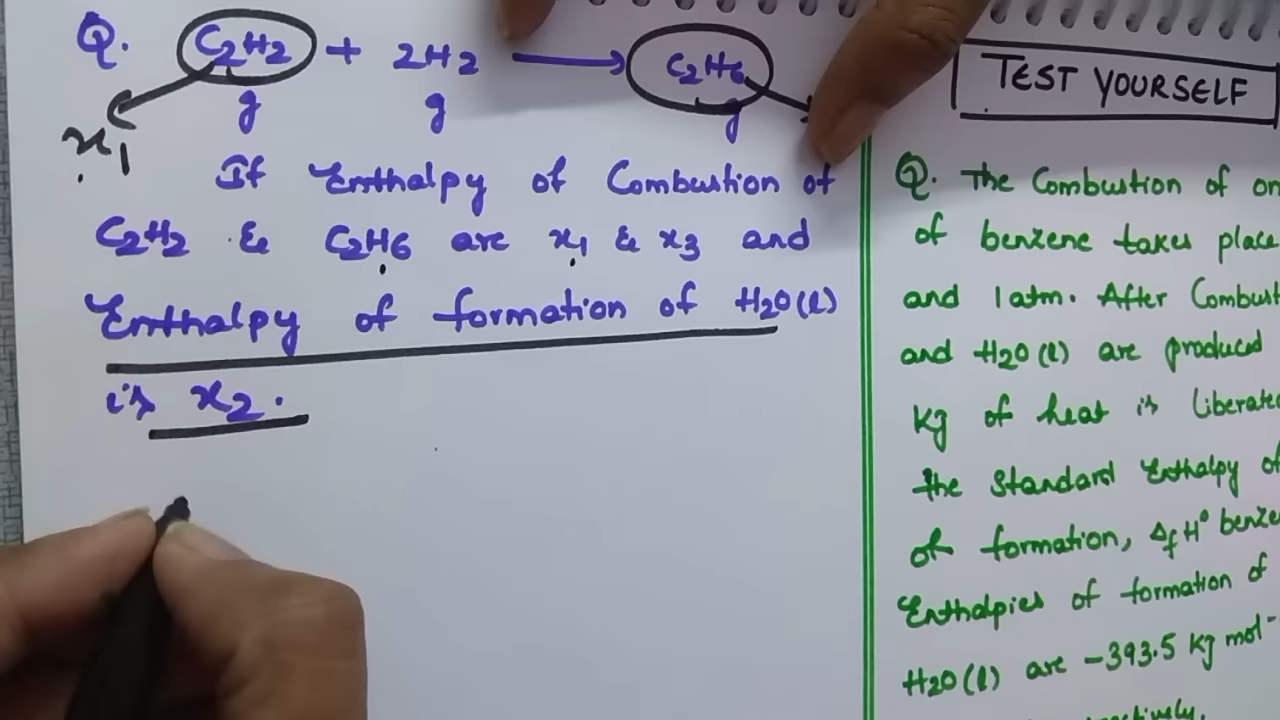 Q. C2H2 + 2H2 → C2H6
g g g
x1
If Enthalpy of Combustion of
C2H2 & C2H6 are x1 & x3 and
Enthalpy of formation of H2O(l)
is x2.
TEST YOURSELF
Q. The Combustion of
of benzene takes place
and 1atm. After
and H2O(l) are produced
KJ of heat is
the Standard Enthalpy of
of formation, ΔfH°
Enthalpies of formation of
H2O(l) are -393.5 KJ mol-